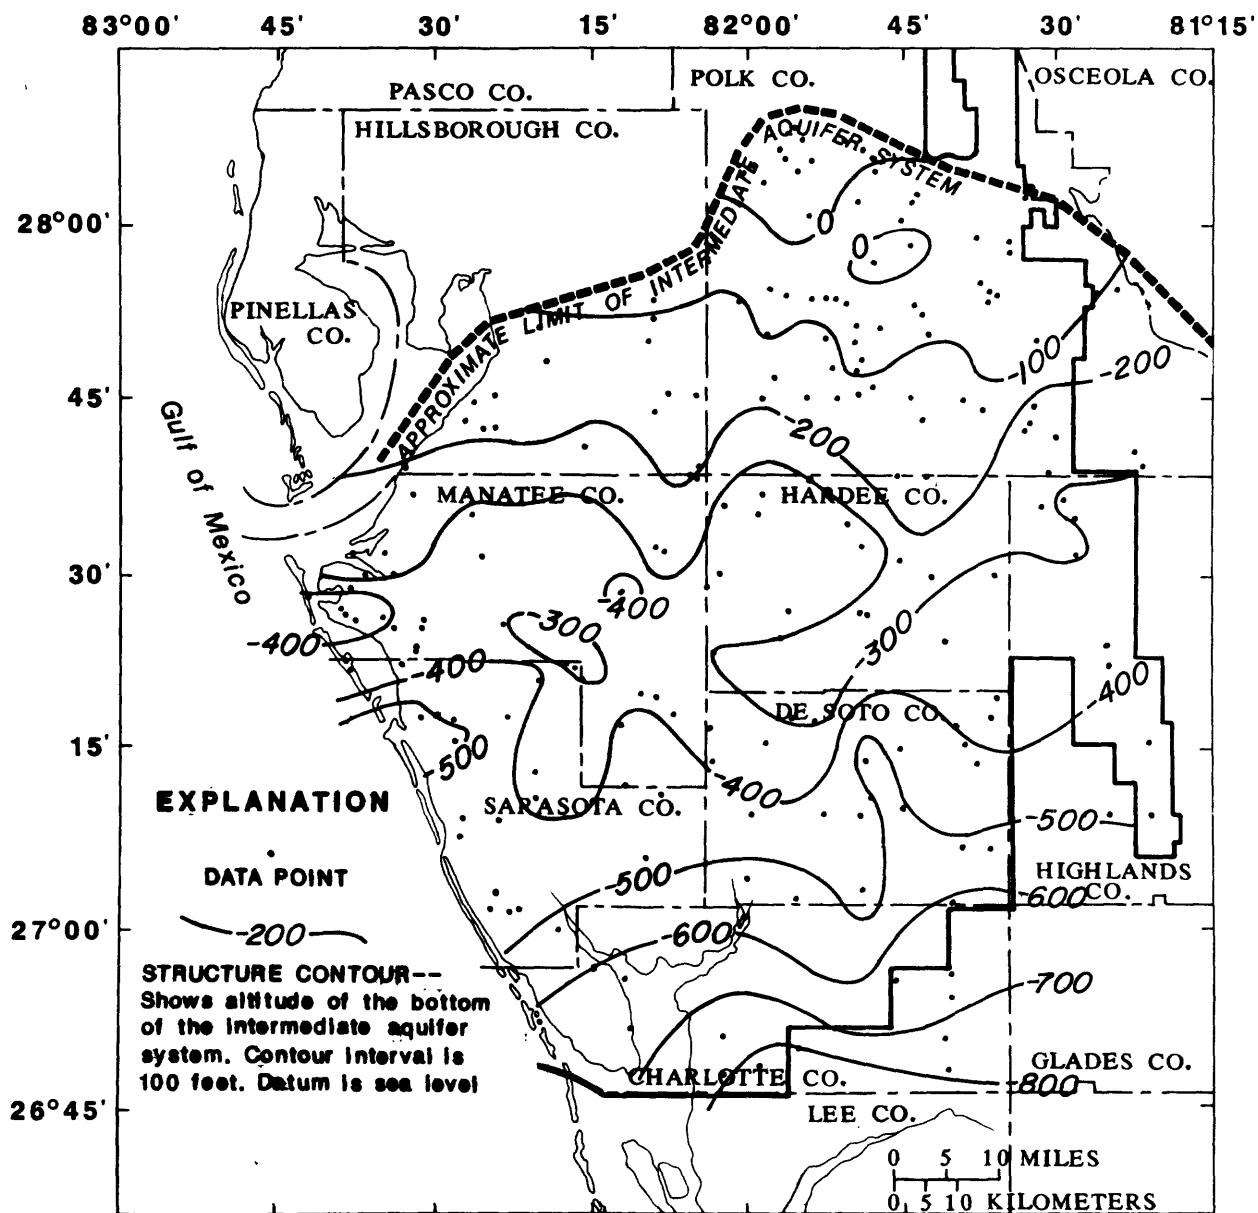 83°00' 45' 30' 15' 82°00' 45' 30' 81°15'
POLK CO.
OSCEOLA CO.
PASCO CO.
HILLSBOROUGH CO.
AQUIFER SYSTEM
APPROXIMATE LIMIT OF INTERMEDIATE
28°00'
0
0
PINELLAS
CO.
-100
-200
45'
Gulf of Mexico
-200
MANATEE CO.
HARDEE CO.
30'
-400
-300
-300
-400
-400
400
DE SOTO CO.
15'
-500
-400
EXPLANATION
SARASOTA CO.
-500
DATA POINT
-500
HIGHLANDS
CO.
-600
27°00'
-200
-600
STRUCTURE CONTOUR--
Shows altitude of the bottom
of the intermediate aquifer
system. Contour interval is
100 feet. Datum is sea level
-700
GLADES CO.
CHARLOTTE CO.
-800
26°45'
LEE CO.
0 5 10 MILES
0 5 10 KILOMETERS